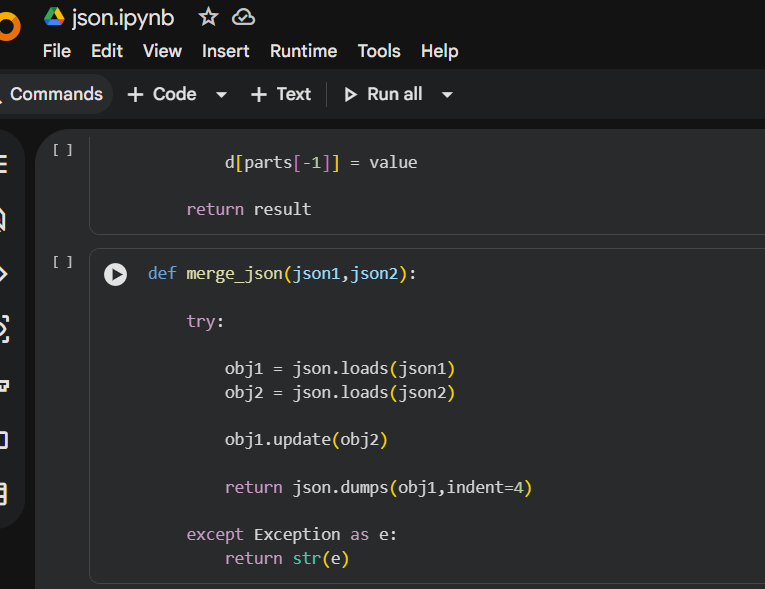 json.ipynb
File Edit View Insert Runtime Tools Help
Commands + Code + Text Run all
[ ]
d[parts[-1]] = value
return result
[ ]
def merge_json(json1,json2):
try:
obj1 = json.loads(json1)
obj2 = json.loads(json2)
obj1.update(obj2)
return json.dumps(obj1,indent=4)
except Exception as e:
return str(e)